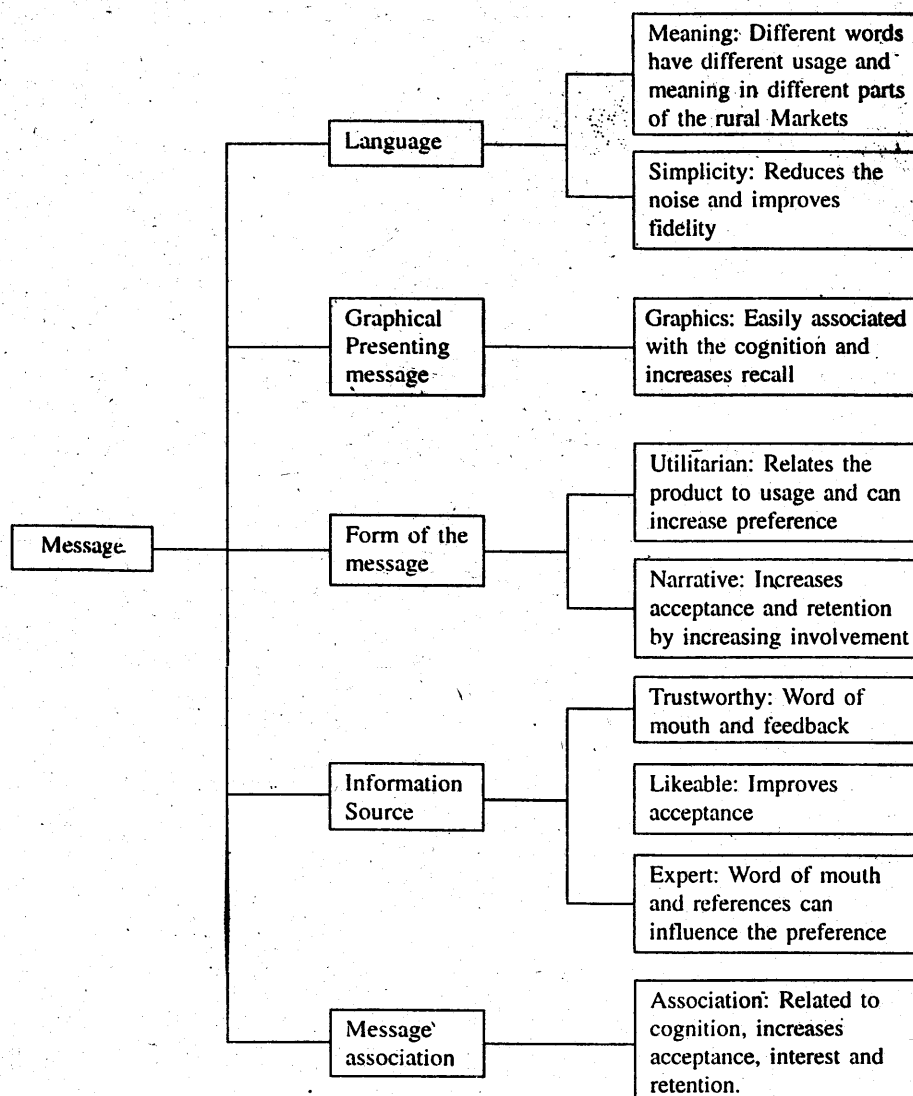 Message
Language
Meaning: Different words
have different usage and
meaning in different parts
of the rural Markets
Simplicity: Reduces the
noise and improves
fidelity
Graphical
Presenting
message
Graphics: Easily associated
with the cognition and
increases recall
Form of the
message
Utilitarian: Relates the
product to usage and can
increase preference
Narrative: Increases
acceptance and retention
by increasing involvement
Information
Source
Trustworthy: Word of
mouth and feedback
Likeable: Improves
acceptance
Expert: Word of mouth
and references can
influence the preference
Message
association
Association: Related to
cognition, increases
acceptance, interest and
retention.